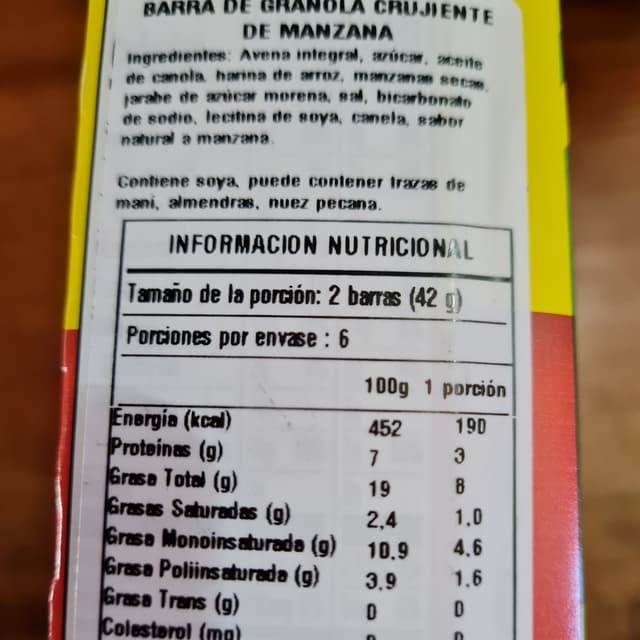 BARRA DE GRANOLA CRUJIENTE
DE MANZANA
Ingredientes: Avena integral, azúcar, aceite
de canola, harina de arroz, manzanas secas,
jarabe de azúcar morena, sal, bicarbonato
de sodio, lecitina de soya, canela, sabor
natural a manzana.
Contiene soya, puede contener trazas de
maní, almendras, nuez pecana.
INFORMACION NUTRICIONAL
Tamaño de la porción: 2 barras (42 g)
Porciones por envase : 6
100g 1 porción
Energía (kcal) 452 190
Proteínas (g) 7 3
Grasa Total (g) 19 8
Grasas Saturadas (g) 2,4 1,0
Grasa Monoinsaturada (g) 10,9 4.6
Grasa Poliinsaturada (g) 3,9 1.6
Grasa Trans (g) 0 0
Colesterol (mg)